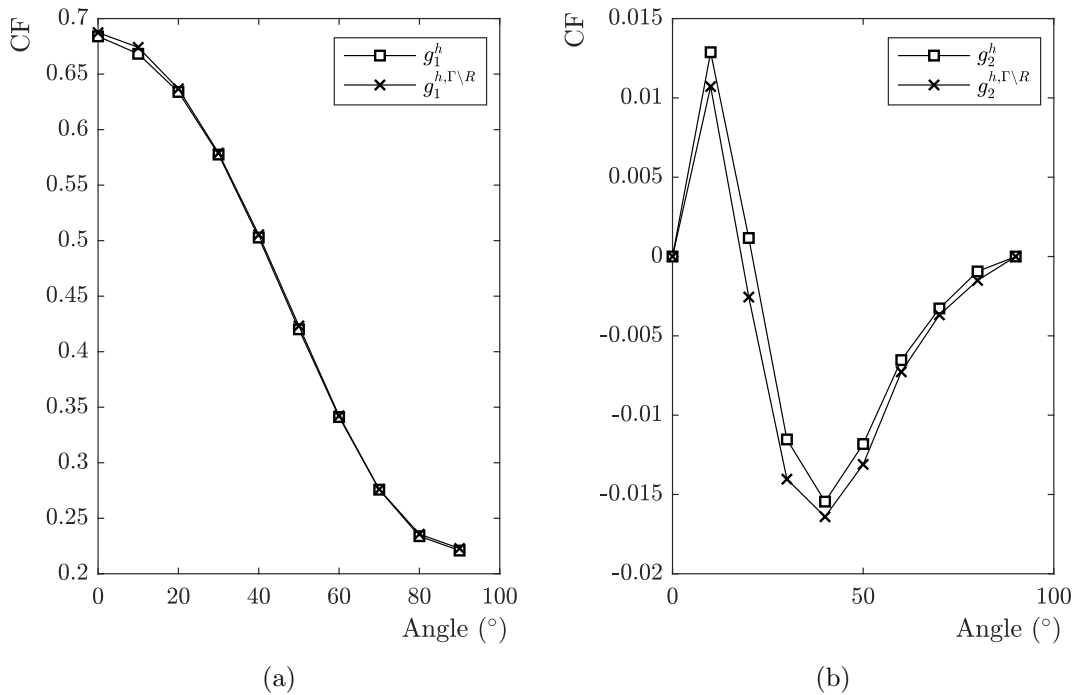 CF
0.7
0.65
0.6
0.55
0.5
0.45
0.4
0.35
0.3
0.25
0.2
0 20 40 60 80 100
Angle (°)
g_1^h
g_1^{h,Γ\R}
(a)
CF
0.015
0.01
0.005
0
-0.005
-0.01
-0.015
-0.02
0 50 100
Angle (°)
g_2^h
g_2^{h,Γ\R}
(b)